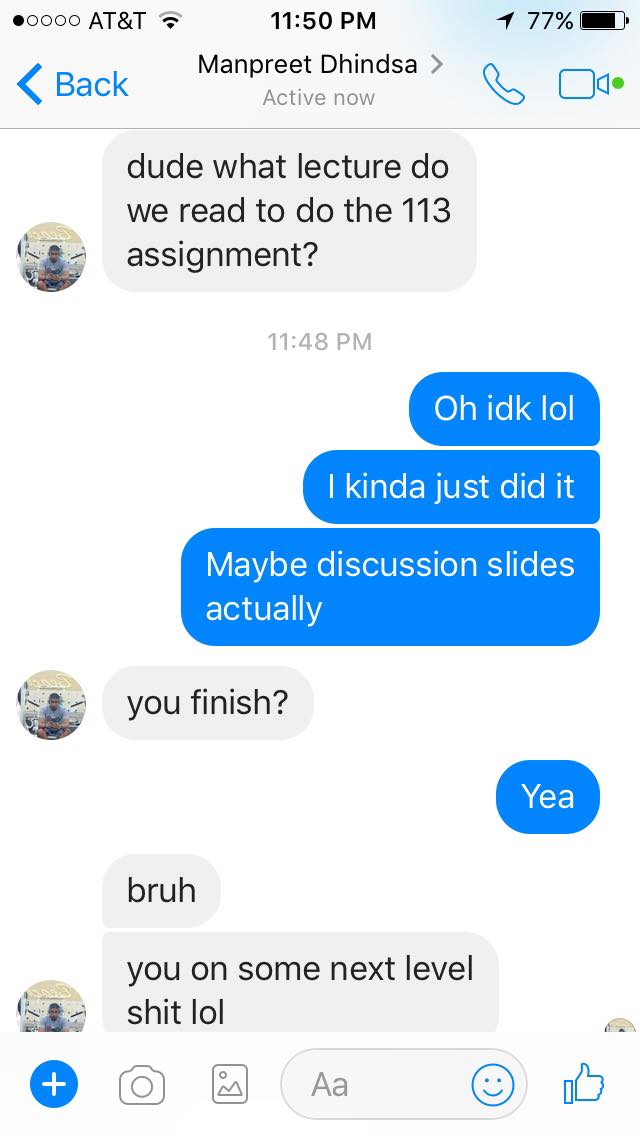 AT&T 11:50 PM 77%
Back Manpreet Dhindsa
Active now
dude what lecture do
we read to do the 113
assignment?
11:48 PM
Oh idk lol
I kinda just did it
Maybe discussion slides
actually
you finish?
Yea
bruh
you on some next level
shit lol
Aa